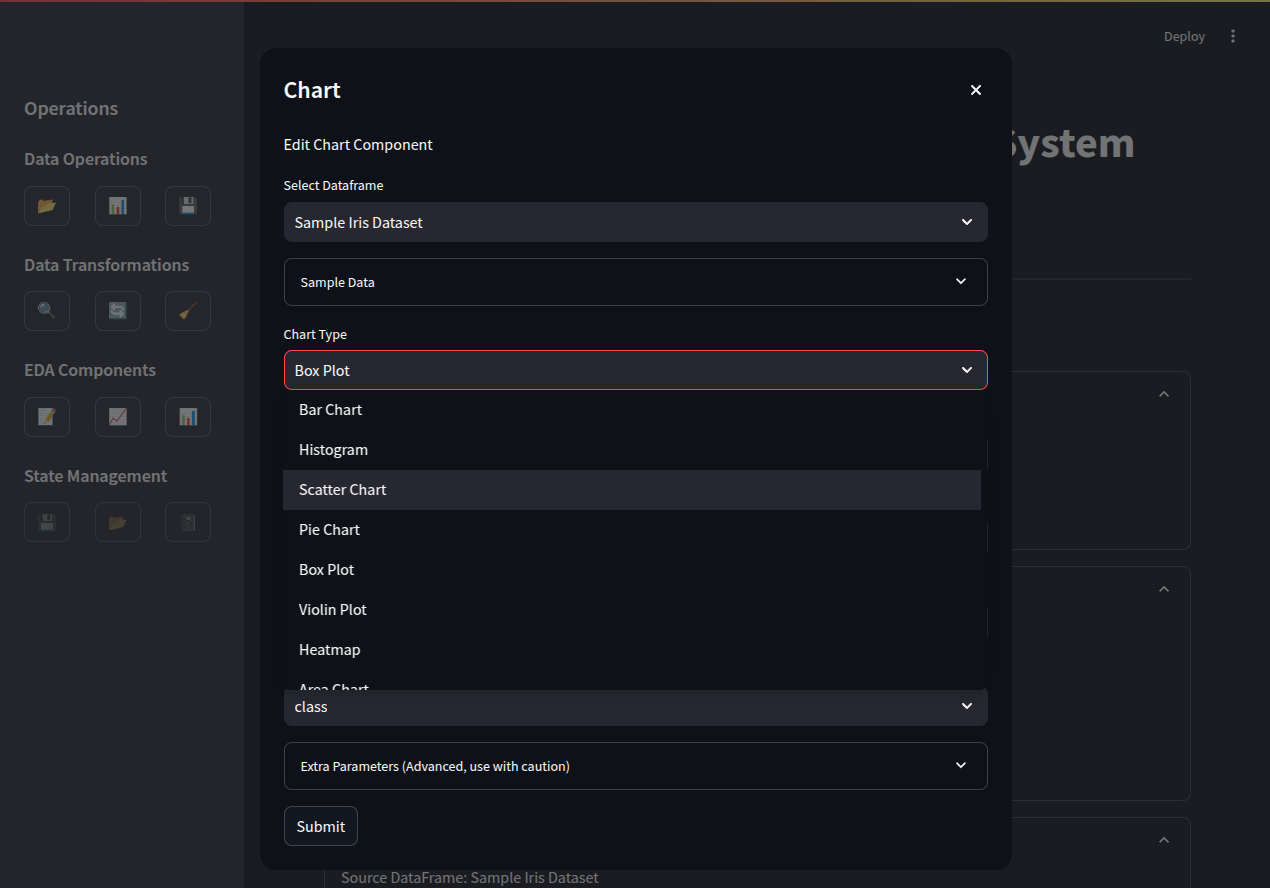 Deploy
Operations
Data Operations
Data Transformations
EDA Components
State Management
Chart
Edit Chart Component
Select Dataframe
Sample Iris Dataset
Sample Data
Chart Type
Box Plot
Bar Chart
Histogram
Scatter Chart
Pie Chart
Box Plot
Violin Plot
Heatmap
Area Chart
class
Extra Parameters (Advanced, use with caution)
Submit
System
Source DataFrame: Sample Iris Dataset